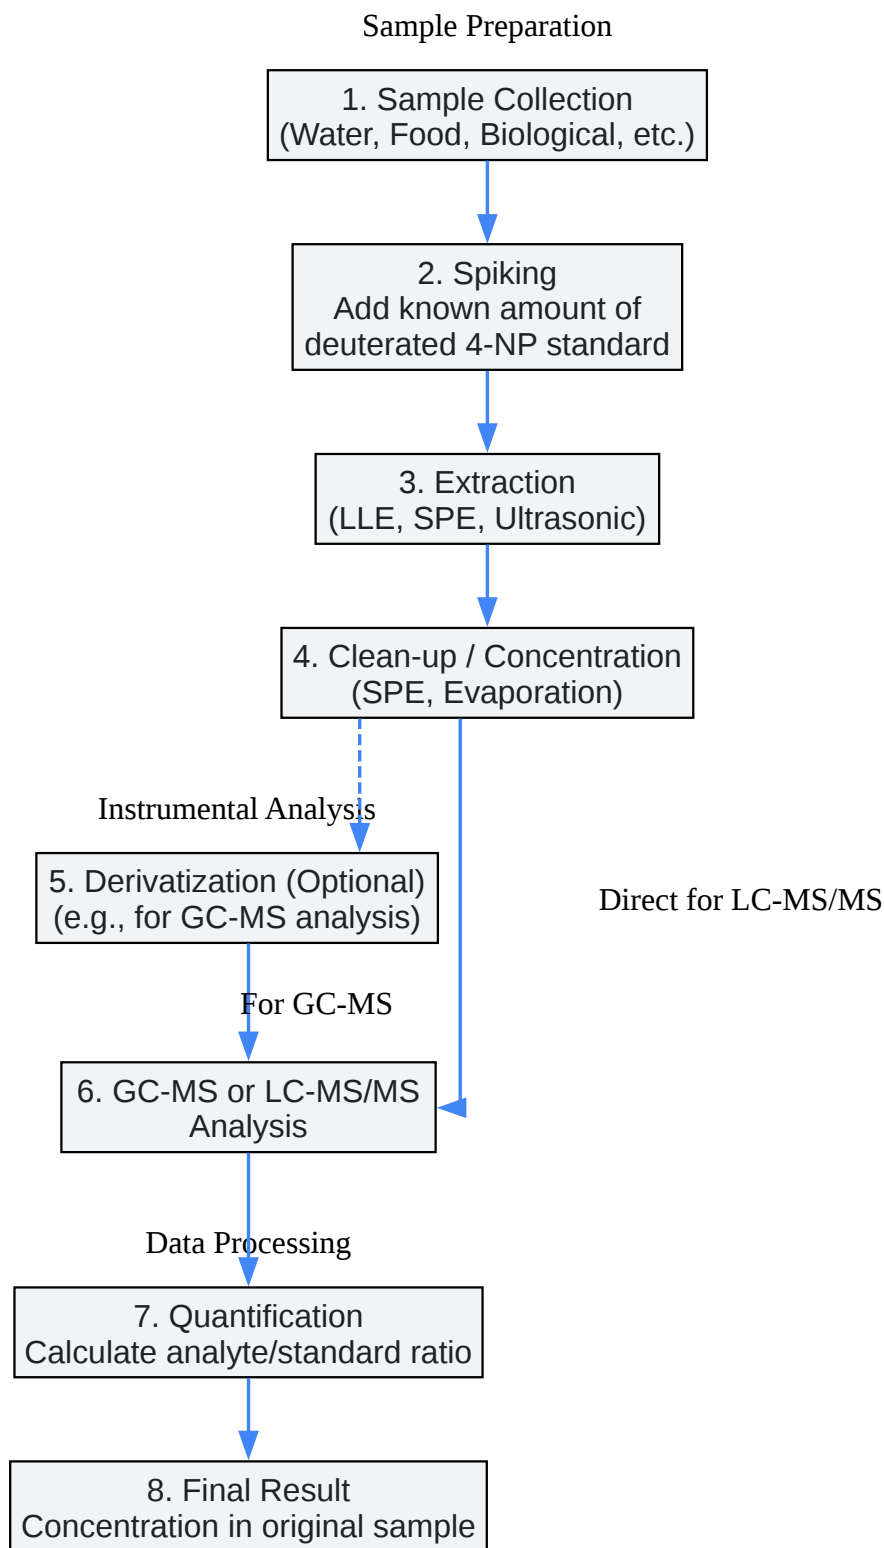 Sample Preparation
1. Sample Collection
(Water, Food, Biological, etc.)
2. Spiking
Add known amount of
deuterated 4-NP standard
3. Extraction
(LLE, SPE, Ultrasonic)
4. Clean-up / Concentration
(SPE, Evaporation)
Instrumental Analysis
5. Derivatization (Optional)
(e.g., for GC-MS analysis)
Direct for LC-MS/MS
For GC-MS
6. GC-MS or LC-MS/MS
Analysis
Data Processing
7. Quantification
Calculate analyte/standard ratio
8. Final Result
Concentration in original sample